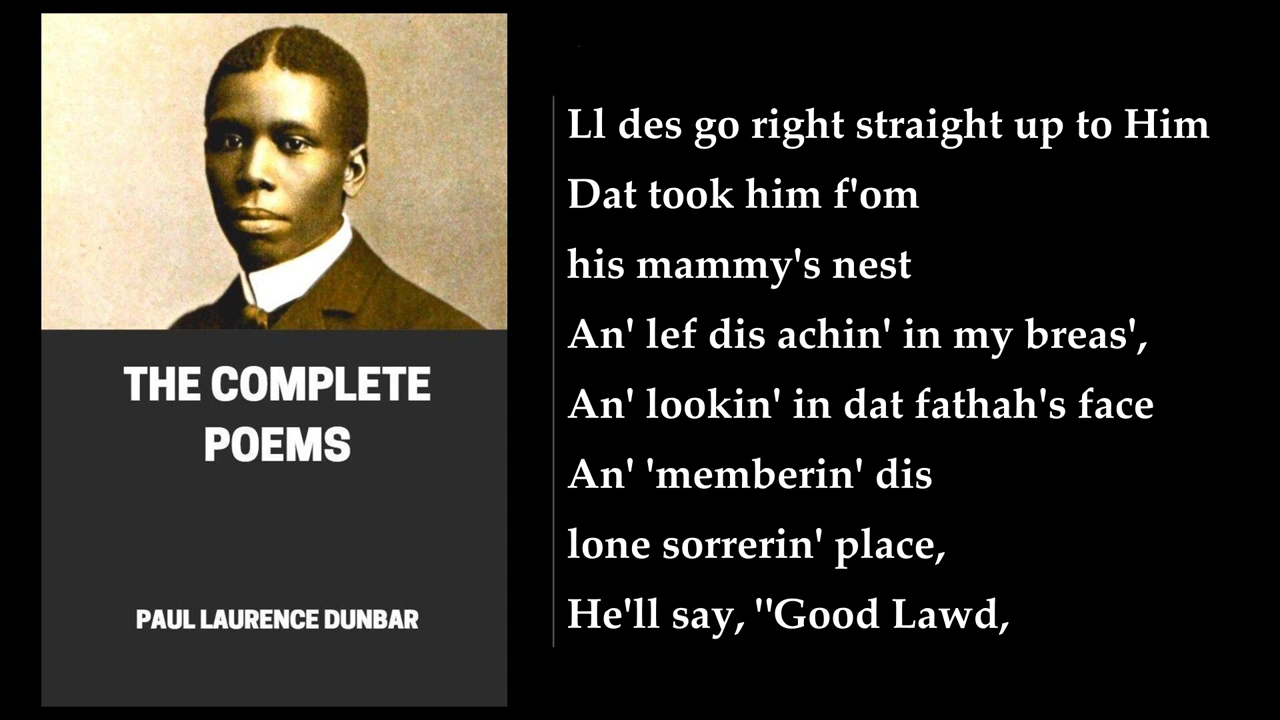 THE COMPLETE
POEMS
PAUL LAURENCE DUNBAR
Ll des go right straight up to Him
Dat took him f'om
his mammy's nest
An' lef dis achin' in my breas',
An' lookin' in dat fathah's face
An' 'memberin' dis
lone sorrerin' place,
He'll say, "Good Lawd,